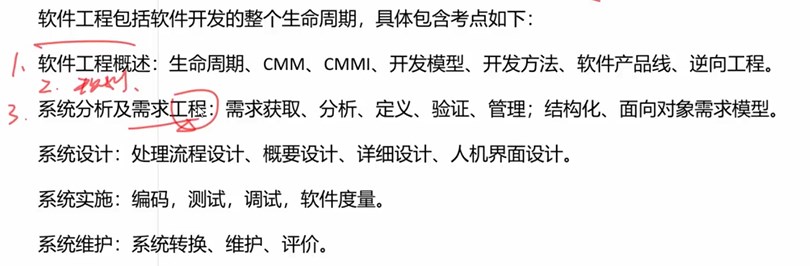 软件工程包括软件开发的整个生命周期，具体包含考点如下：
1、软件工程概述：生命周期、CMM、CMMI、开发模型、开发方法、软件产品线、逆向工程。
2. 规划、
3. 系统分析及需求工程：需求获取、分析、定义、验证、管理；结构化、面向对象需求模型。
系统设计：处理流程设计、概要设计、详细设计、人机界面设计。
系统实施：编码，测试，调试，软件度量。
系统维护：系统转换、维护、评价。